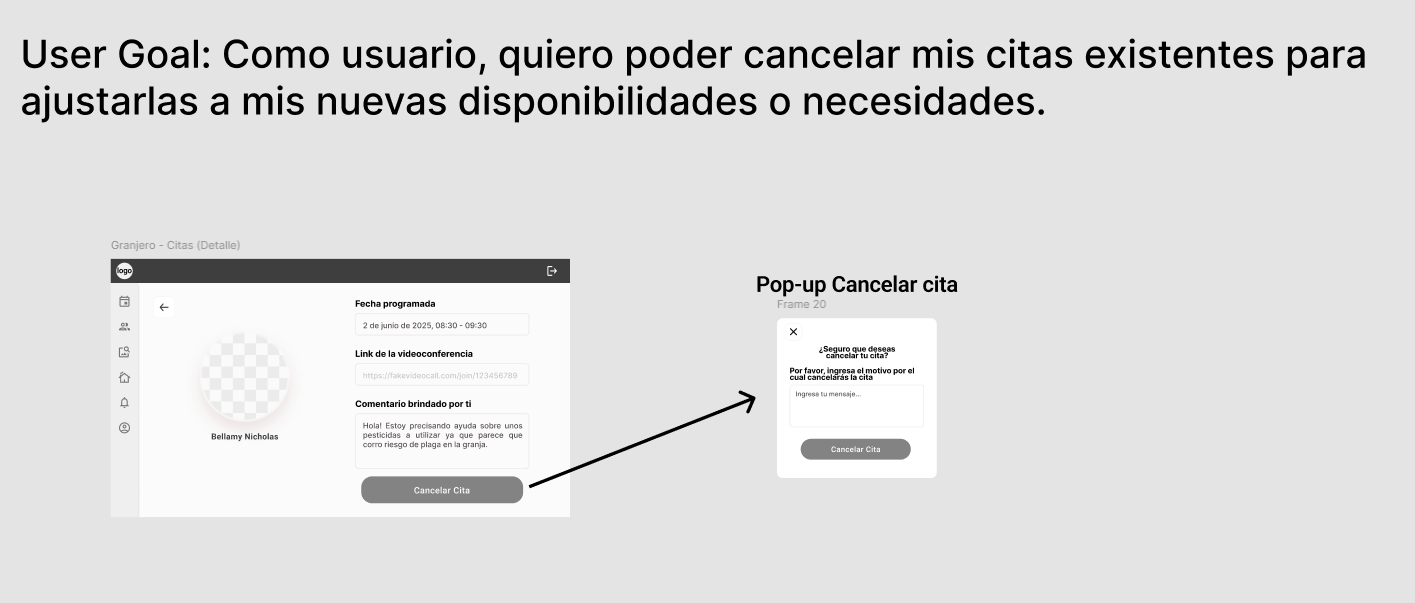 User Goal: Como usuario, quiero poder cancelar mis citas existentes para
ajustarlas a mis nuevas disponibilidades o necesidades.
Granjero - Citas (Detalle)
logo
Fecha programada
2 de junio de 2025, 08:30 - 09:30
Link de la videoconferencia
https://fakevideocall.com/join/123456789
Comentario brindado por ti
Hola! Estoy precisando ayuda sobre unos
pesticidas a utilizar ya que parece que
corro riesgo de plaga en la granja.
Bellamy Nicholas
Cancelar Cita
Pop-up Cancelar cita
Frame 20
¿Seguro que deseas
cancelar tu cita?
Por favor, ingresa el motivo por el
cual cancelarás la cita
Ingresa tu mensaje...
Cancelar Cita